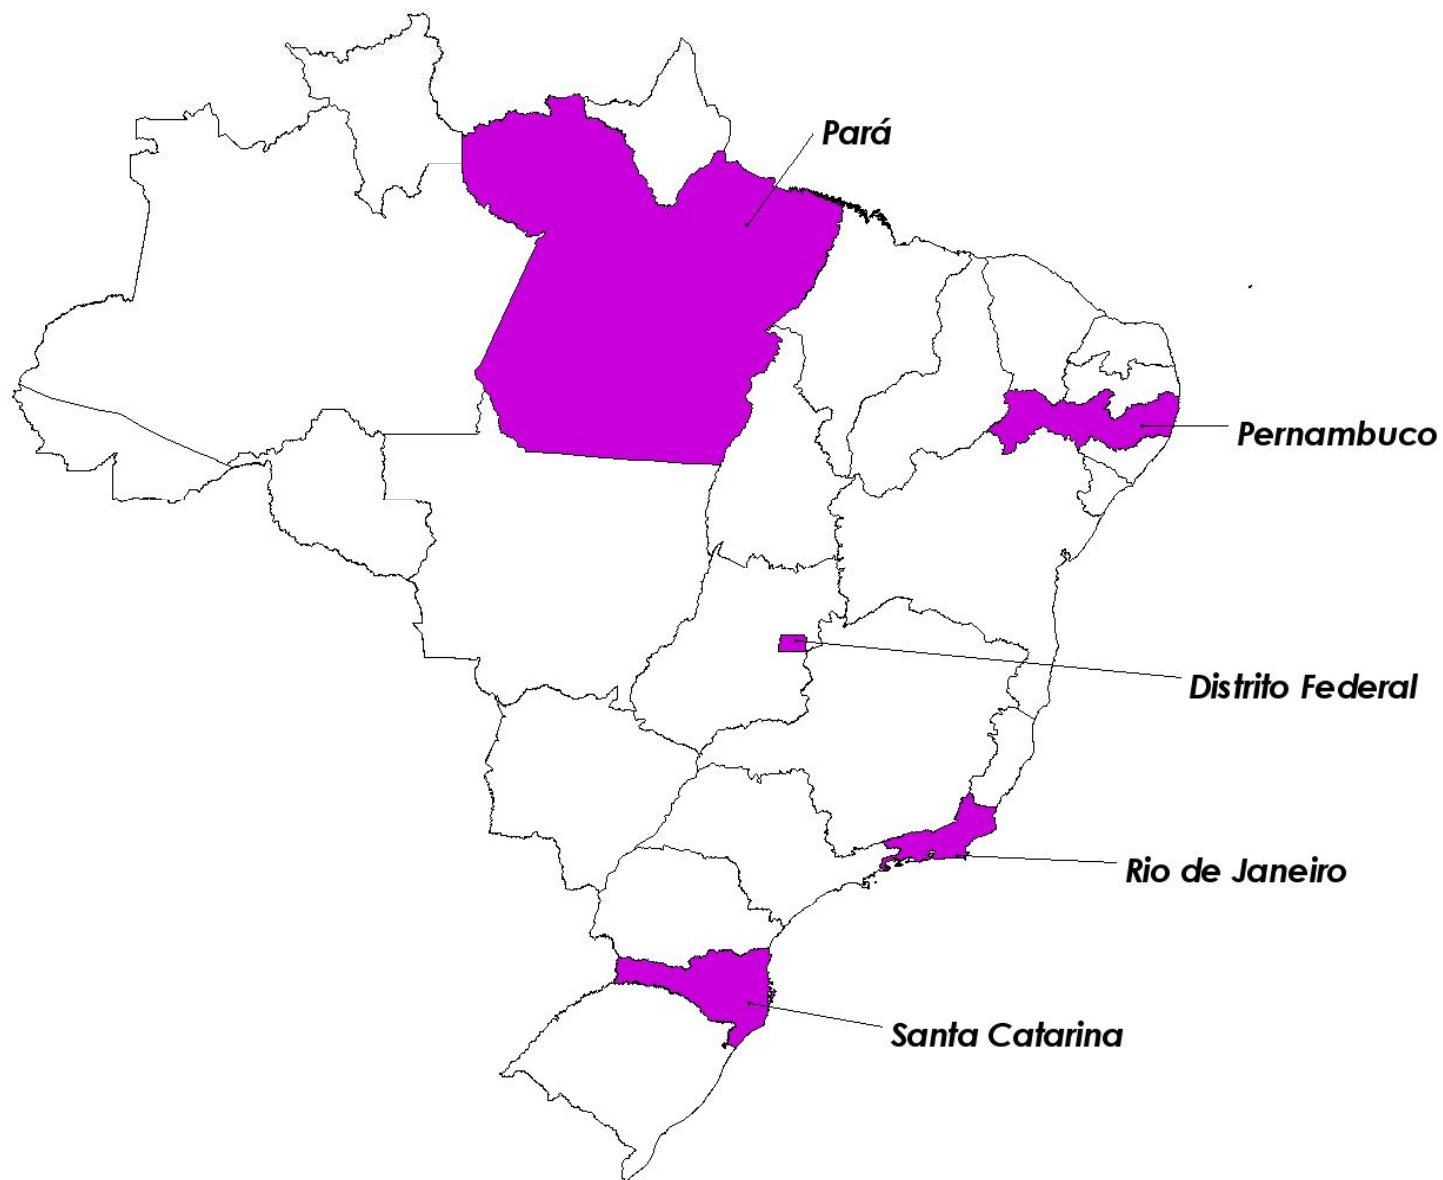 Pará
Pernambuco
Distrito Federal
Rio de Janeiro
Santa Catarina